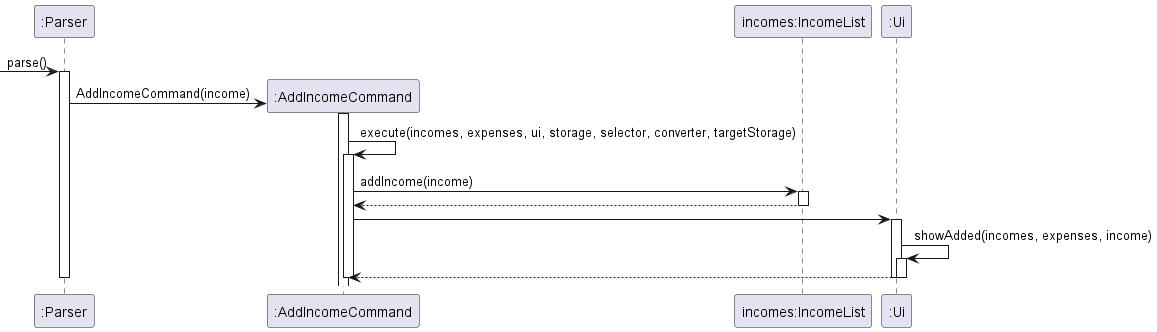 :Parser
incomes:IncomeList
:Ui
parse()
AddIncomeCommand(income)
:AddIncomeCommand
execute(incomes, expenses, ui, storage, selector, converter, targetStorage)
addIncome(income)
showAdded(incomes, expenses, income)
:Parser
:AddIncomeCommand
incomes:IncomeList
:Ui